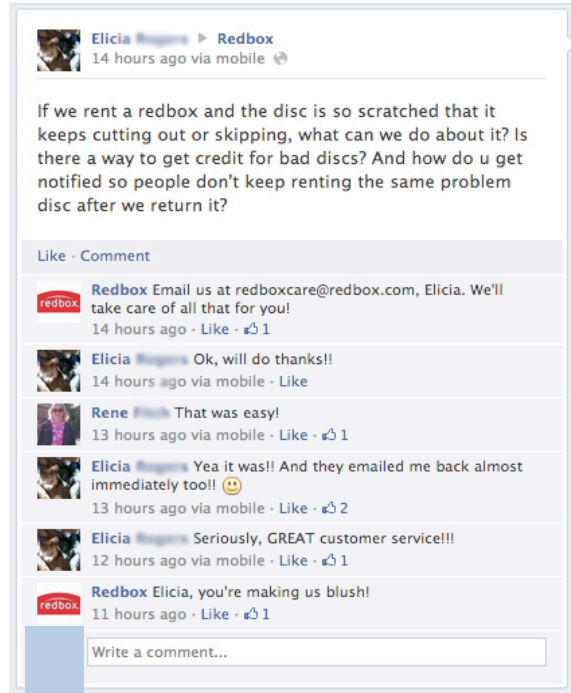 Elicia Redbox
14 hours ago via mobile
If we rent a redbox and the disc is so scratched that it
keeps cutting out or skipping, what can we do about it? Is
there a way to get credit for bad discs? And how do u get
notified so people don't keep renting the same problem
disc after we return it?
Like · Comment
redbox.
Redbox Email us at redboxcare@redbox.com, Elicia. We'll
take care of all that for you!
14 hours ago · Like · 1
Elicia Ok, will do thanks!!
14 hours ago via mobile · Like
Rene That was easy!
13 hours ago via mobile · Like · 1
Elicia Yea it was!! And they emailed me back almost
immediately too!!
13 hours ago via mobile · Like · 2
Elicia Seriously, GREAT customer service!!!
12 hours ago via mobile · Like · 1
redbox.
Redbox Elicia, you're making us blush!
11 hours ago · Like · 1
Write a comment...